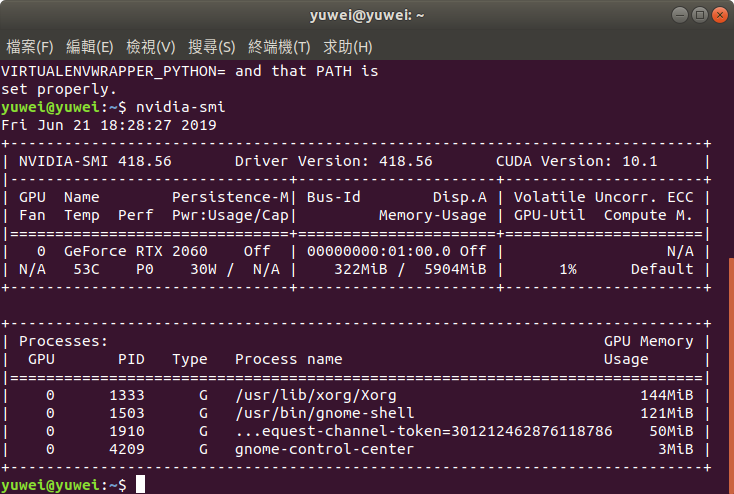 yuwei@yuwei: ~
檔案(F) 編輯(E) 檢視(V) 搜尋(S) 終端機(T) 求助(H)
VIRTUALENVWRAPPER_PYTHON= and that PATH is
set properly.
yuwei@yuwei:~$ nvidia-smi
Fri Jun 21 18:28:27 2019
+-----------------------------------------------------------------------------+
| NVIDIA-SMI 418.56       Driver Version: 418.56       CUDA Version: 10.1     |
|-------------------------------+----------------------+----------------------+
| GPU  Name        Persistence-M| Bus-Id        Disp.A | Volatile Uncorr. ECC |
| Fan  Temp  Perf  Pwr:Usage/Cap|         Memory-Usage | GPU-Util  Compute M. |
|===============================+======================+======================|
|   0  GeForce RTX 2060    Off  | 00000000:01:00.0 Off |                  N/A |
| N/A   53C    P0    30W /  N/A |    322MiB /  5904MiB |      1%      Default |
+-------------------------------+----------------------+----------------------+
+-----------------------------------------------------------------------------+
| Processes:                                                       GPU Memory |
|  GPU       PID   Type   Process name                             Usage      |
|=============================================================================|
|    0      1333      G   /usr/lib/xorg/Xorg                           144MiB |
|    0      1503      G   /usr/bin/gnome-shell                         121MiB |
|    0      1910      G   ...equest-channel-token=301212462876118786    50MiB |
|    0      4209      G   gnome-control-center                           3MiB |
+-----------------------------------------------------------------------------+
yuwei@yuwei:~$